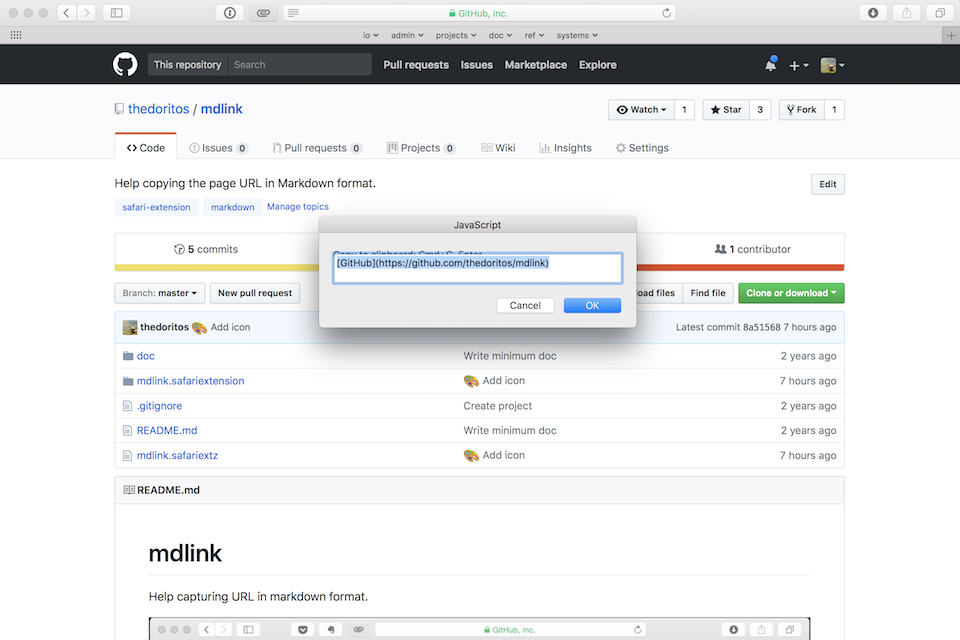 GitHub, Inc.
io admin projects doc ref systems
This repository Search Pull requests Issues Marketplace Explore
thedoritos / mdlink
Watch 1 Star 3 Fork 1
Code Issues 0 Pull requests 0 Projects 0 Wiki Insights Settings
Help copying the page URL in Markdown format.
Edit
safari-extension markdown Manage topics
JavaScript
5 commits
1 contributor
Copy to clipboard: Cmd+C, Enter
[GitHub](https://github.com/thedoritos/mdlink)
Cancel OK
Branch: master New pull request
oad files Find file Clone or download
thedoritos Add icon
Latest commit 8a51568 7 hours ago
doc Write minimum doc 2 years ago
mdlink.safariextension Add icon 7 hours ago
.gitignore Create project 2 years ago
README.md Write minimum doc 2 years ago
mdlink.safariextz Add icon 7 hours ago
README.md
mdlink
Help capturing URL in markdown format.
GitHub, Inc.